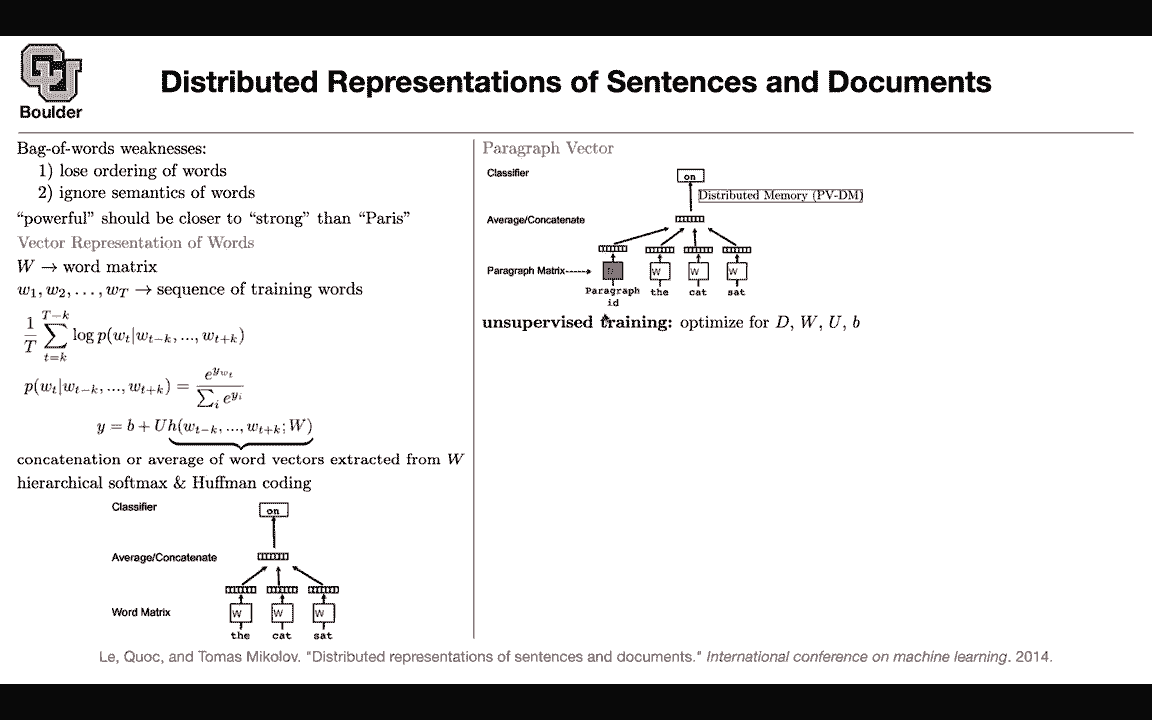 Boulder
Distributed Representations of Sentences and Documents
Bag-of-words weaknesses:
1) lose ordering of words
2) ignore semantics of words
“powerful” should be closer to “strong” than “Paris”
Vector Representation of Words
W → word matrix
w_1, w_2, . . . , w_T → sequence of training words
\frac{1}{T} \sum_{t=k}^{T-k} log p(w_t|w_{t-k}, ..., w_{t+k})
p(w_t|w_{t-k}, ..., w_{t+k}) = \frac{e^{y_{w_t}}}{\sum_i e^{y_i}}
y = b + Uh(w_{t-k}, ..., w_{t+k}; W)
concatenation or average of word vectors extracted from W
hierarchical softmax & Huffman coding
Classifier on
Average/Concatenate
Word Matrix W W W
the cat sat
Paragraph Vector
Classifier on
Distributed Memory (PV-DM)
Average/Concatenate
Paragraph Matrix-----> D W W W
Paragraph id the cat sat
unsupervised training: optimize for D, W, U, b
Le, Quoc, and Tomas Mikolov. "Distributed representations of sentences and documents." International conference on machine learning. 2014.